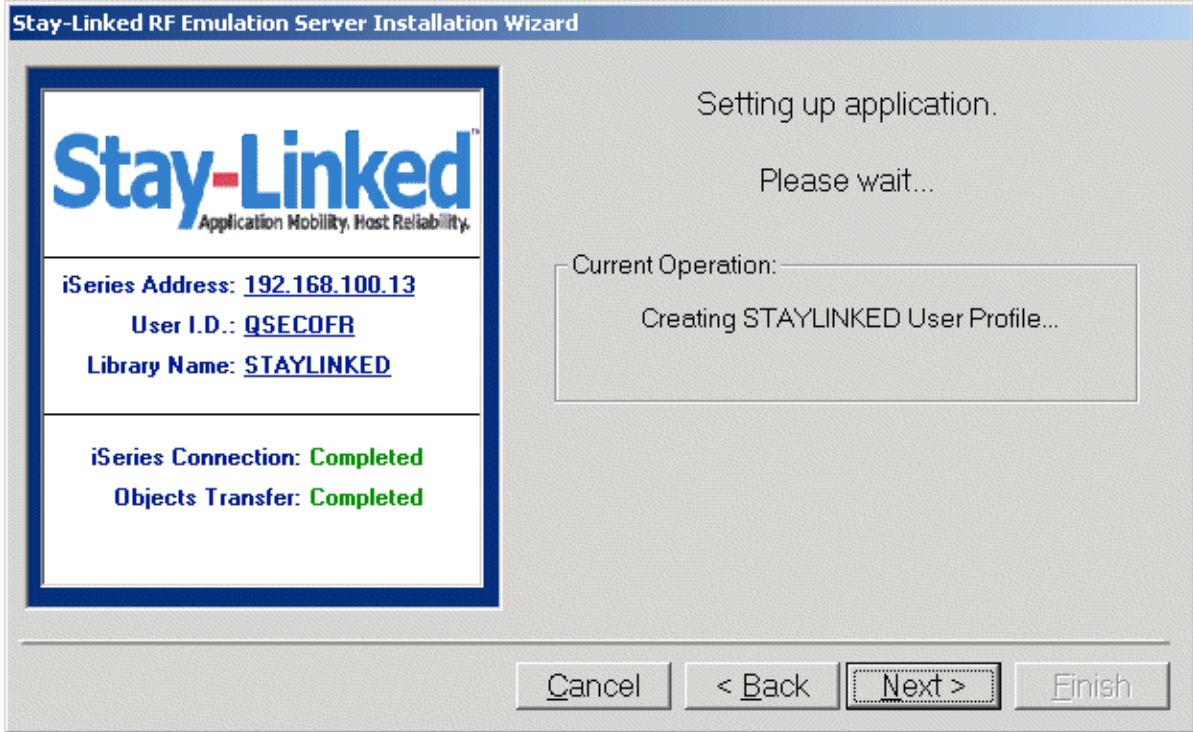 Stay-Linked RF Emulation Server Installation Wizard
Stay-Linked™
Application Mobility. Host Reliability.
iSeries Address: 192.168.100.13
User I.D.: QSECOFR
Library Name: STAYLINKED
iSeries Connection: Completed
Objects Transfer: Completed
Setting up application.
Please wait...
Current Operation:
Creating STAYLINKED User Profile...
Cancel
< Back
Next >
Finish